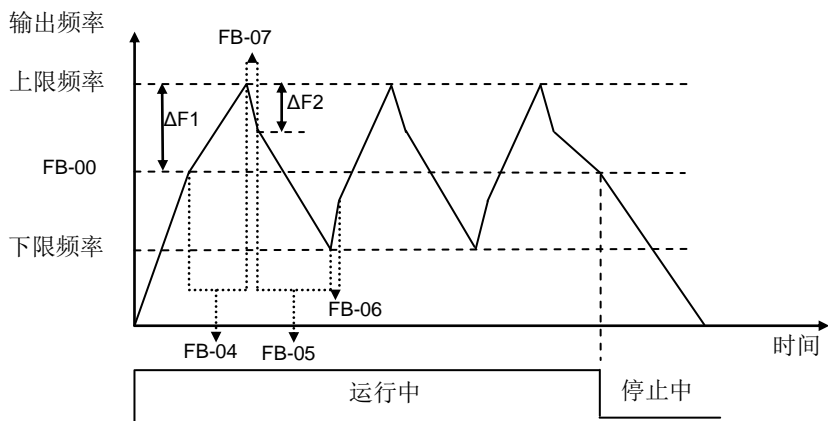 输出频率
FB-07
上限频率
ΔF1
ΔF2
FB-00
下限频率
FB-06
FB-04
FB-05
时间
运行中
停止中